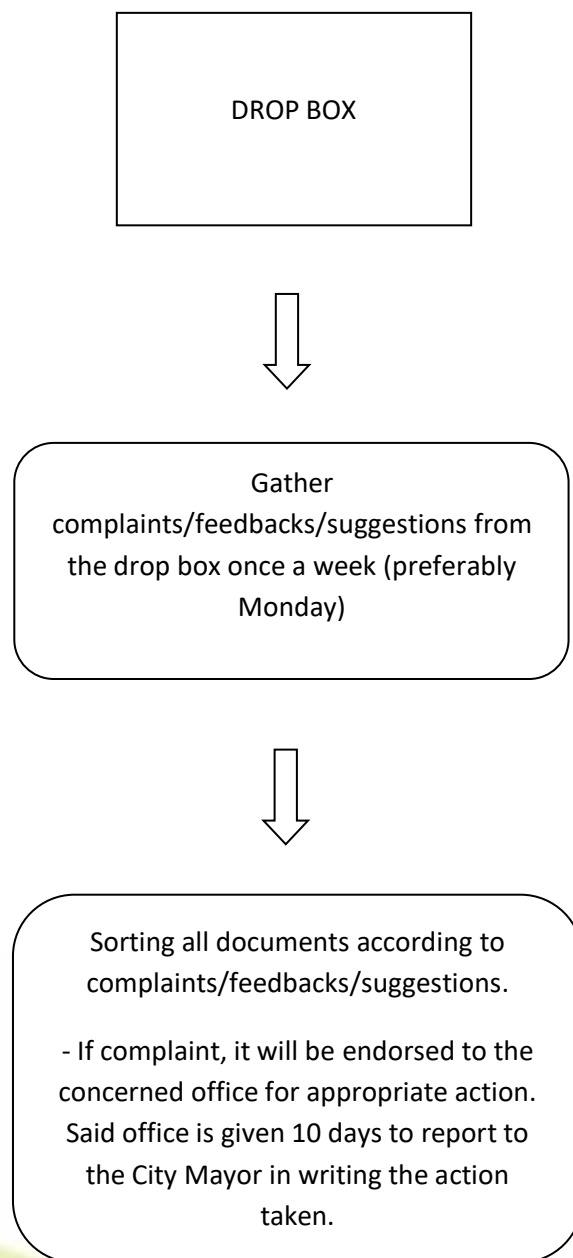 DROP BOX
Gather
complaints/feedbacks/suggestions from
the drop box once a week (preferably
Monday)
Sorting all documents according to
complaints/feedbacks/suggestions.
- If complaint, it will be endorsed to the
concerned office for appropriate action.
Said office is given 10 days to report to
the City Mayor in writing the action
taken.